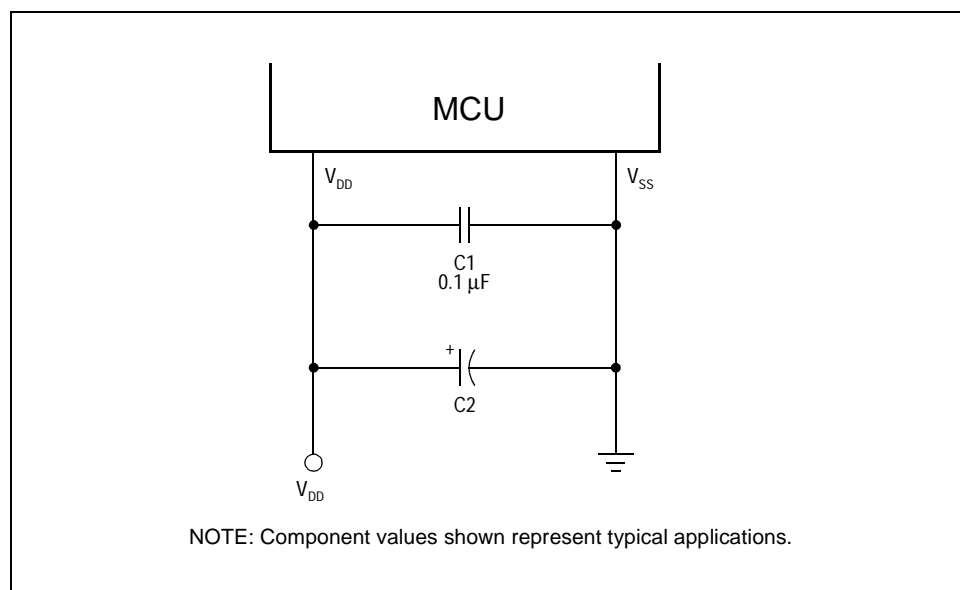 MCU
VDD
VSS
C1
0.1 µF
+
C2
VDD
NOTE: Component values shown represent typical applications.